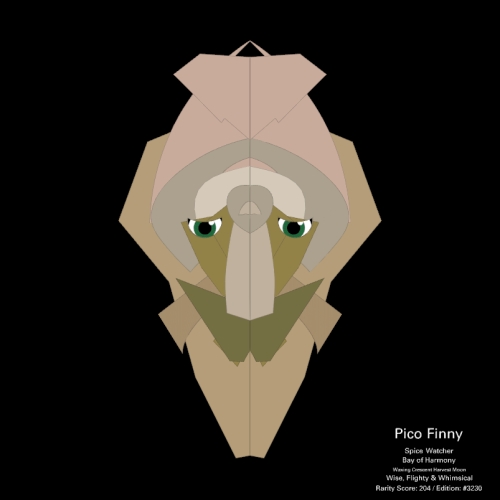 Pico Finny
Spice Watcher
Bay of Harmony
Waxing Crescent Harvest Moon
Wise, Flighty & Whimsical
Rarity Score: 204 / Edition: #3230